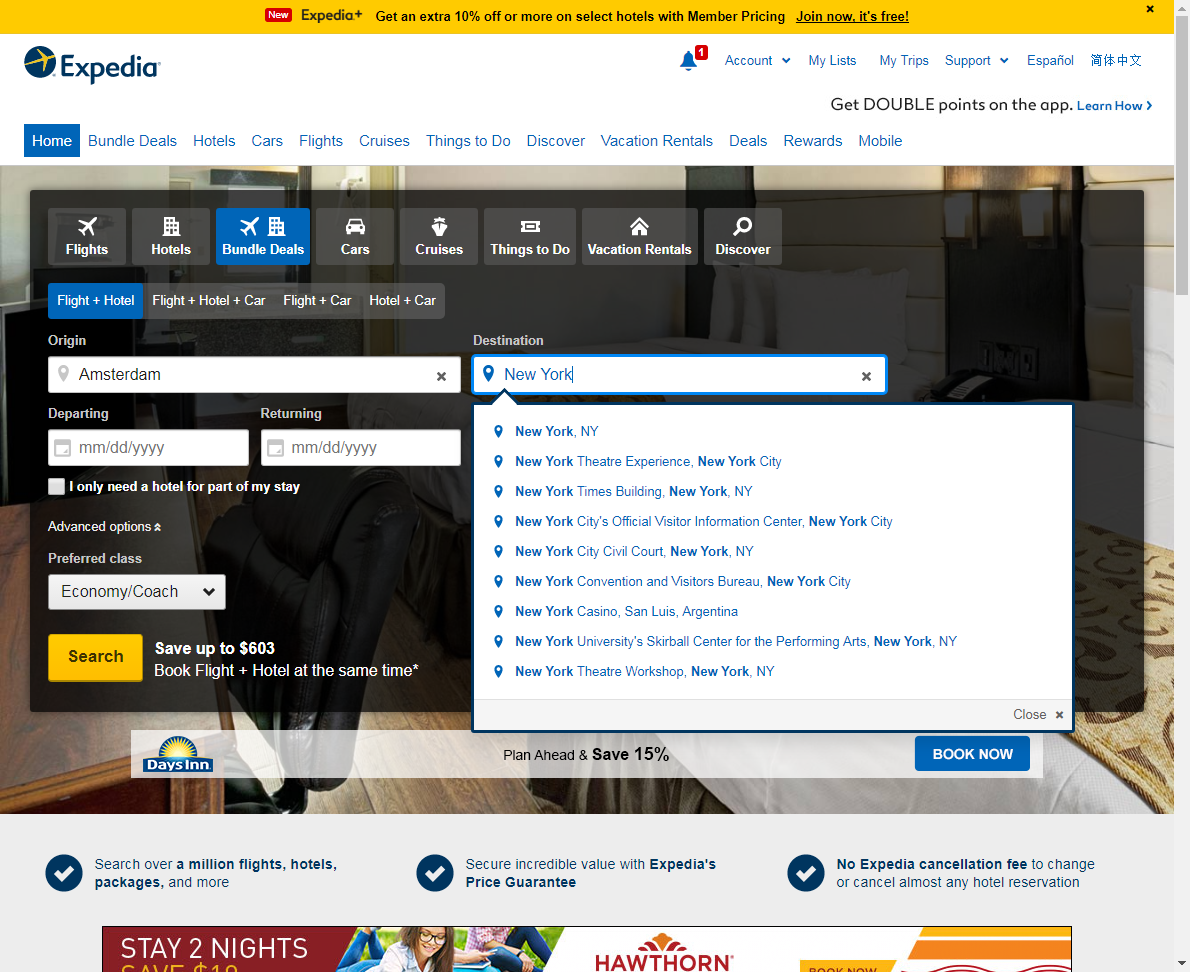 New Expedia+ Get an extra 10% off or more on select hotels with Member Pricing Join now, it's free!
Expedia
1 Account My Lists My Trips Support Español 简体中文
Get DOUBLE points on the app. Learn How
Home Bundle Deals Hotels Cars Flights Cruises Things to Do Discover Vacation Rentals Deals Rewards Mobile
Flights Hotels Bundle Deals Cars Cruises Things to Do Vacation Rentals Discover
Flight + Hotel Flight + Hotel + Car Flight + Car Hotel + Car
Origin Destination
Amsterdam New York
Departing Returning
mm/dd/yyyy mm/dd/yyyy
I only need a hotel for part of my stay
Advanced options
Preferred class
Economy/Coach
Search
Save up to $603
Book Flight + Hotel at the same time*
New York, NY
New York Theatre Experience, New York City
New York Times Building, New York, NY
New York City's Official Visitor Information Center, New York City
New York City Civil Court, New York, NY
New York Convention and Visitors Bureau, New York City
New York Casino, San Luis, Argentina
New York University's Skirball Center for the Performing Arts, New York, NY
New York Theatre Workshop, New York, NY
Close
Days Inn Plan Ahead & Save 15% BOOK NOW
Search over a million flights, hotels,
packages, and more
Secure incredible value with Expedia's
Price Guarantee
No Expedia cancellation fee to change
or cancel almost any hotel reservation
STAY 2 NIGHTS
SAVE $10
HAWTHORN
BOOK NOW